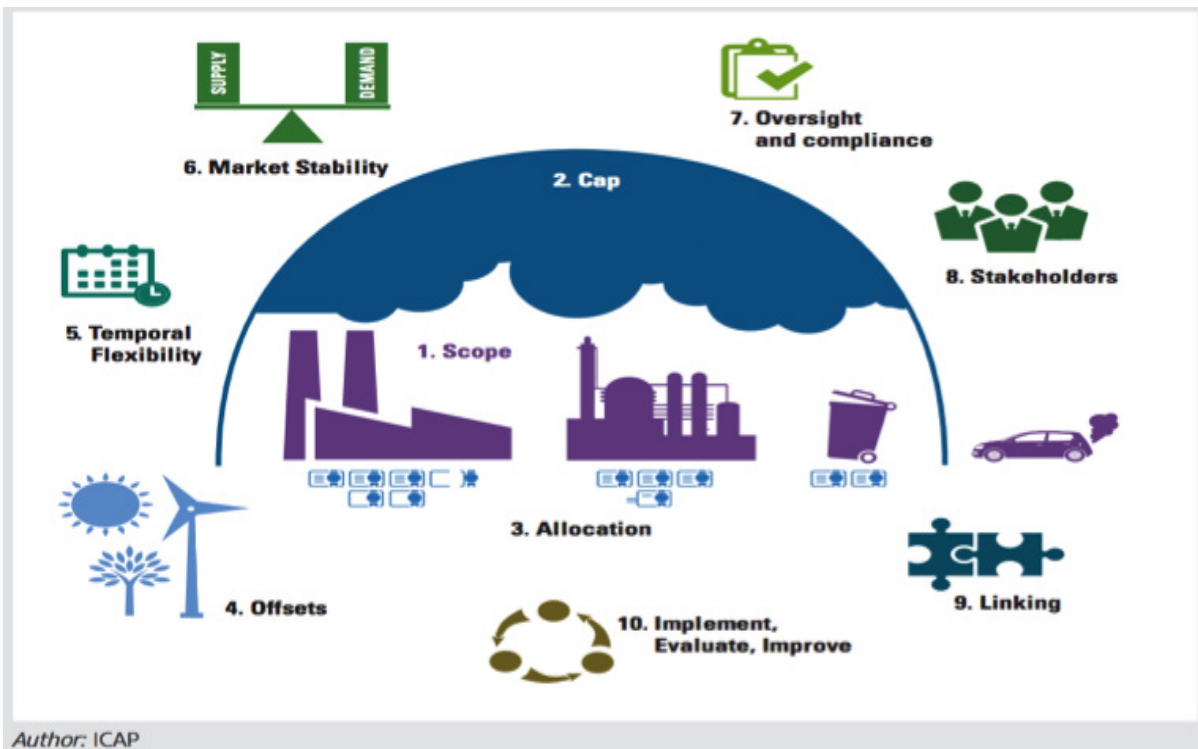 SUPPLY
DEMAND
6. Market Stability
7. Oversight
and compliance
2. Cap
8. Stakeholders
5. Temporal
Flexibility
1. Scope
3. Allocation
4. Offsets
9. Linking
10. Implement,
Evaluate, Improve
Author: ICAP